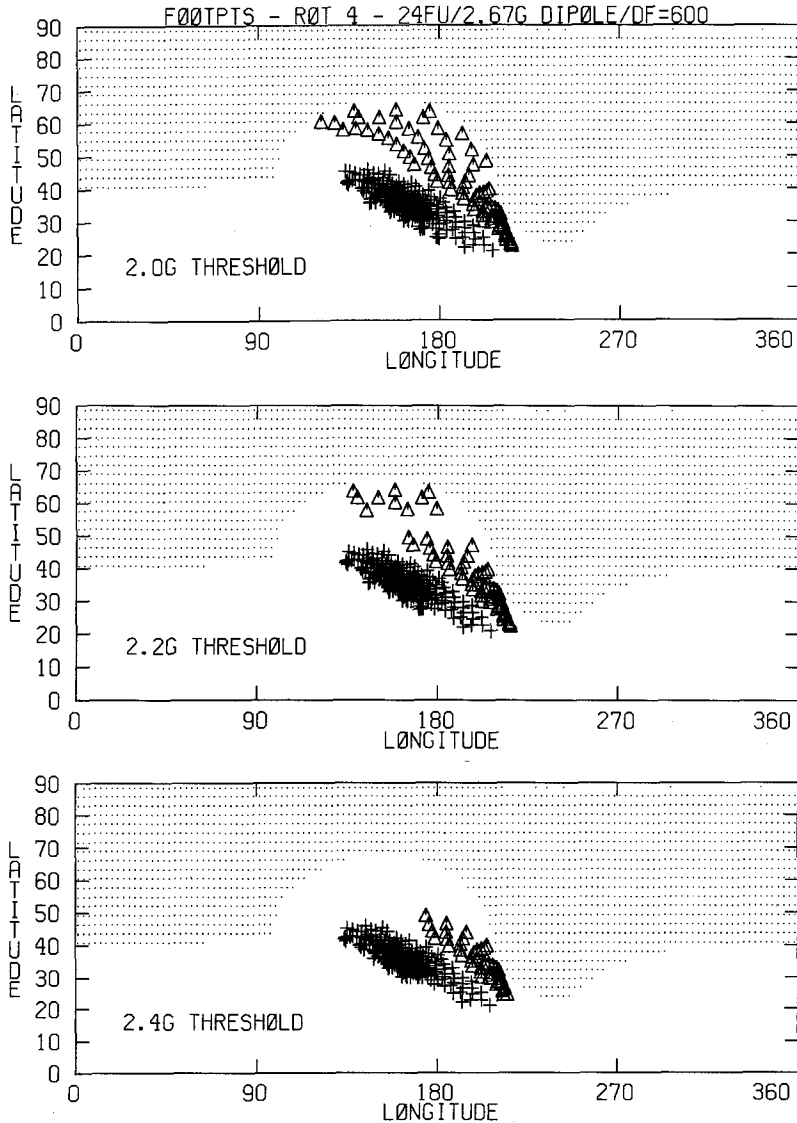 FØØTPTS - RØT 4 - 24FU/2.67G DIPØLE/DF=600
90
80
70
60
50
40
30
20
10
0
LATITUDE
2.0G THRESHØLD
0 90 180 270 360
LØNGITUDE
90
80
70
60
50
40
30
20
10
0
LATITUDE
2.2G THRESHØLD
0 90 180 270 360
LØNGITUDE
90
80
70
60
50
40
30
20
10
0
LATITUDE
2.4G THRESHØLD
0 90 180 270 360
LØNGITUDE